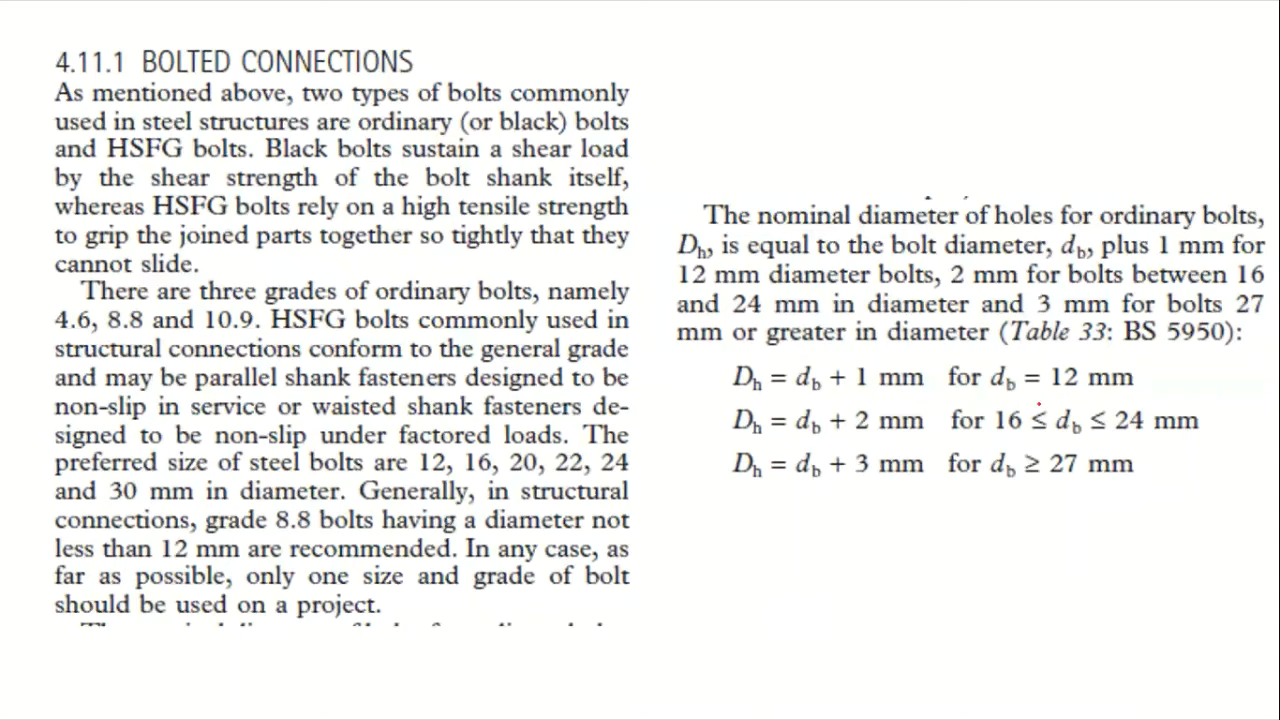 4.11.1 BOLTED CONNECTIONS
As mentioned above, two types of bolts commonly
used in steel structures are ordinary (or black) bolts
and HSFG bolts. Black bolts sustain a shear load
by the shear strength of the bolt shank itself,
whereas HSFG bolts rely on a high tensile strength
to grip the joined parts together so tightly that they
cannot slide.
There are three grades of ordinary bolts, namely
4.6, 8.8 and 10.9. HSFG bolts commonly used in
structural connections conform to the general grade
and may be parallel shank fasteners designed to be
non-slip in service or waisted shank fasteners de-
signed to be non-slip under factored loads. The
preferred size of steel bolts are 12, 16, 20, 22, 24
and 30 mm in diameter. Generally, in structural
connections, grade 8.8 bolts having a diameter not
less than 12 mm are recommended. In any case, as
far as possible, only one size and grade of bolt
should be used on a project.
The nominal diameter of holes for ordinary bolts,
Dh, is equal to the bolt diameter, db, plus 1 mm for
12 mm diameter bolts, 2 mm for bolts between 16
and 24 mm in diameter and 3 mm for bolts 27
mm or greater in diameter (Table 33: BS 5950):
Dh = db + 1 mm for db = 12 mm
Dh = db + 2 mm for 16 ≤ db ≤ 24 mm
Dh = db + 3 mm for db ≥ 27 mm